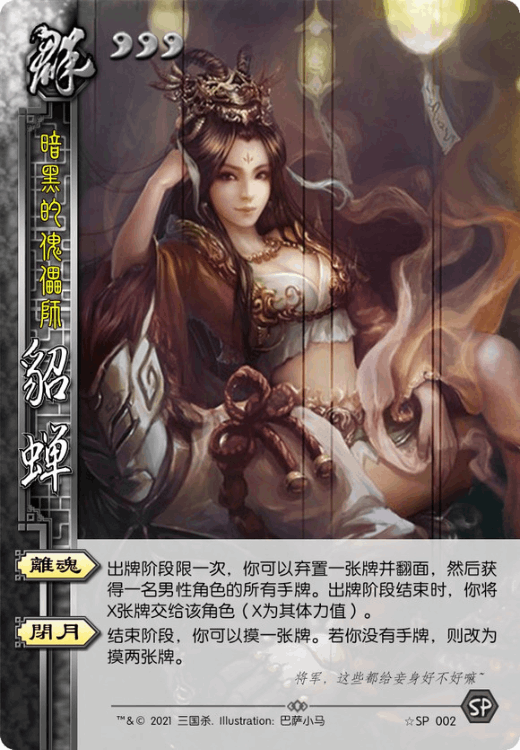 群
暗黑的傀儡師
貂蟬
離魂
出牌阶段限一次，你可以弃置一张牌并翻面，然后获
得一名男性角色的所有手牌。出牌阶段结束时，你将
X张牌交给该角色（X为其体力值）。
閉月
结束阶段，你可以摸一张牌。若你没有手牌，则改为
摸两张牌。
将军，这些都给妾身好不好嘛~
™&© 2021 三国杀. Illustration: 巴萨小马
☆SP 002
SP